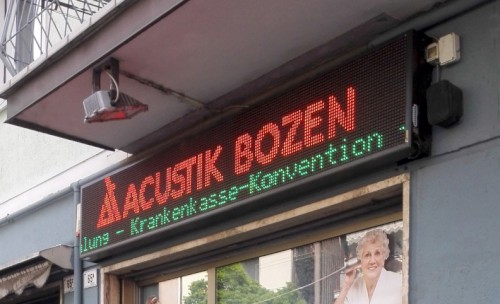 ACUSTIK BOZEN
lung - Krankenkasse-Konvention